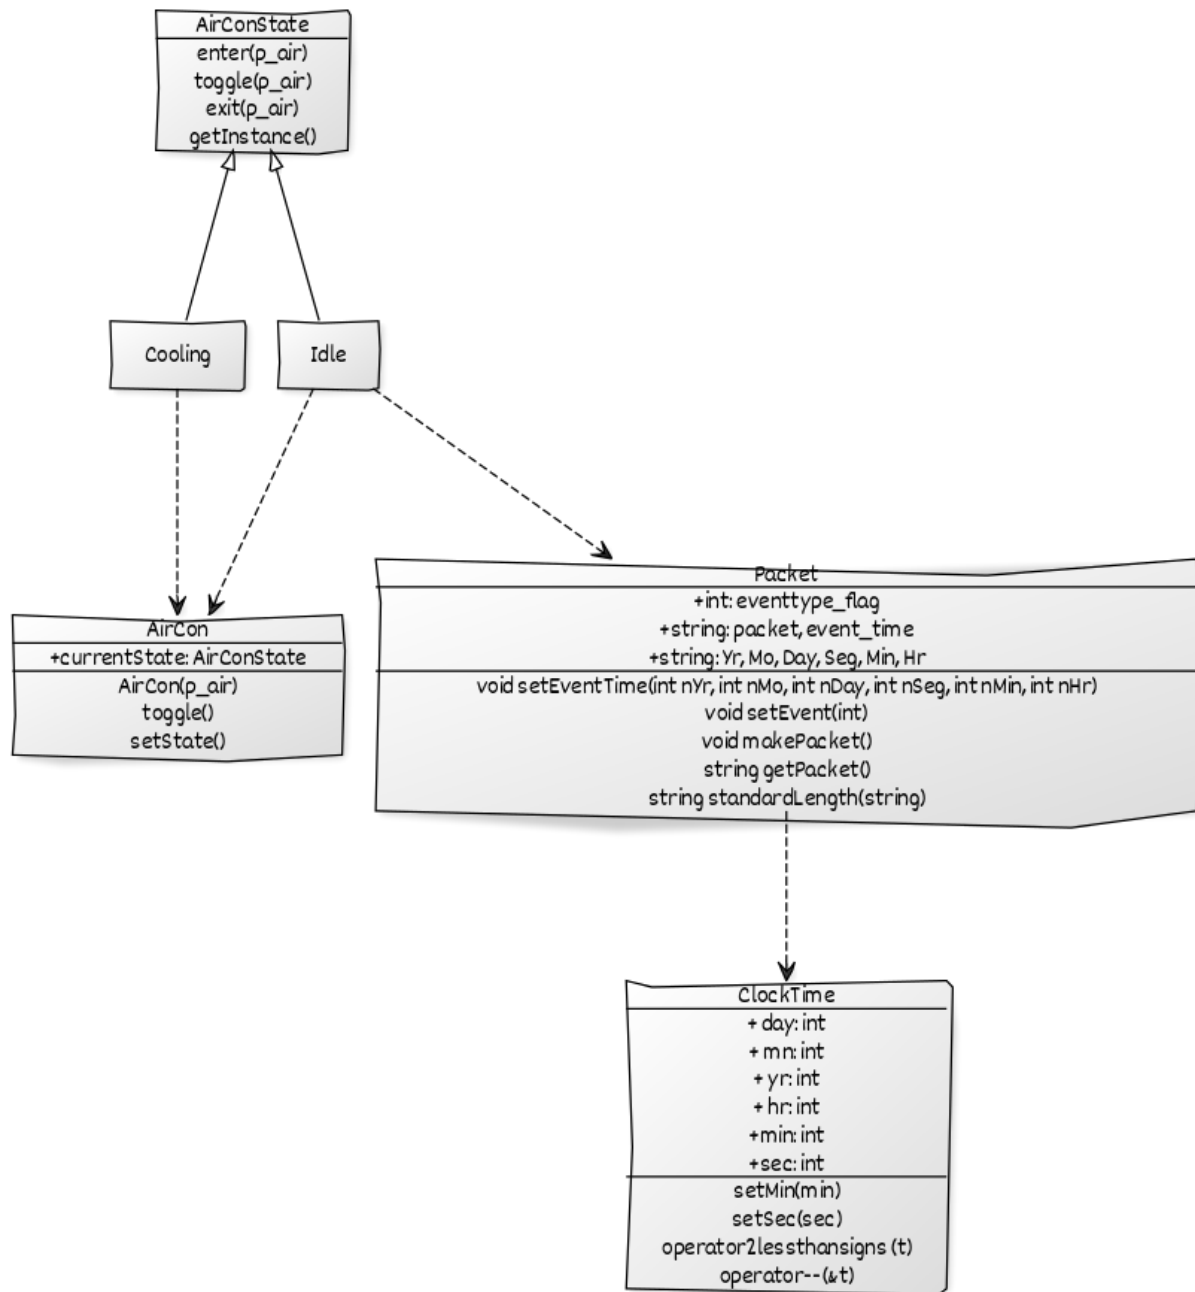 AirConState
enter(p_air)
toggle(p_air)
exit(p_air)
getInstance()
Cooling
Idle
AirCon
+currentState: AirConState
AirCon(p_air)
toggle()
setState()
Packet
+int: eventtype_flag
+string: packet, event_time
+string: Yr, Mo, Day, Seg, Min, Hr
void setEventTime(int nYr, int nMo, int nDay, int nSeg, int nMin, int nHr)
void setEvent(int)
void makePacket()
string getPacket()
string standardLength(string)
ClockTime
+ day: int
+ mn: int
+ yr: int
+ hr: int
+min: int
+sec: int
setMin(min)
setSec(sec)
operator2lessthansigns (t)
operator--(&t)